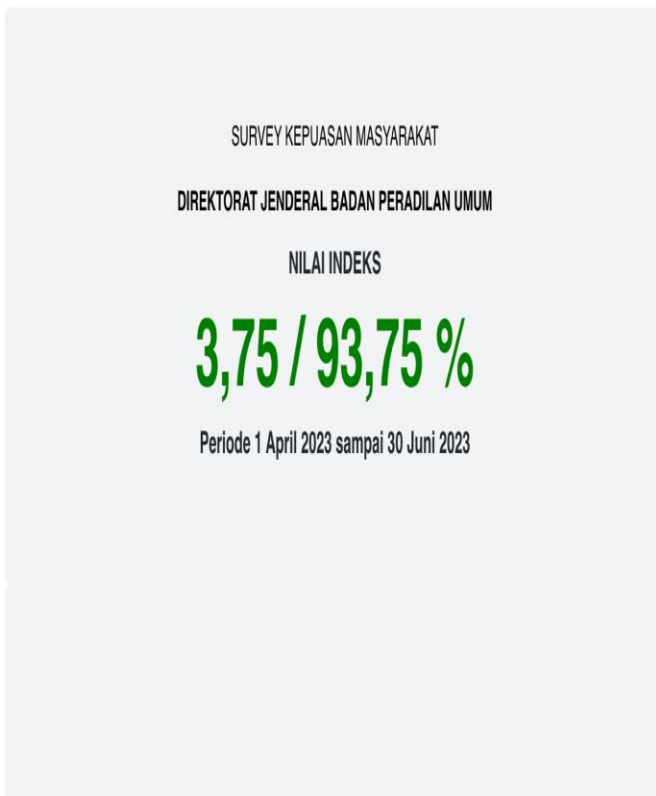 SURVEY KEPUASAN MASYARAKAT
DIREKTORAT JENDERAL BADAN PERADILAN UMUM
NILAI INDEKS
3,75 / 93,75 %
Periode 1 April 2023 sampai 30 Juni 2023